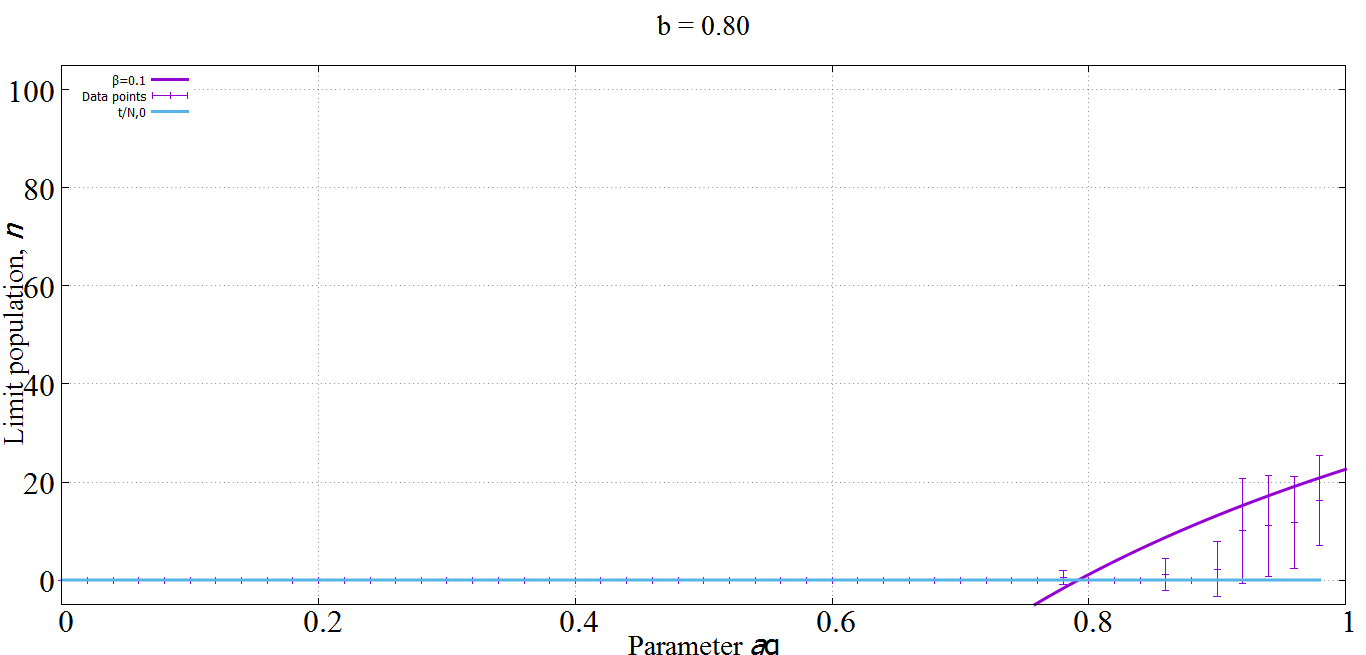 b = 0.80
β=0.1
Data points
t/N,0
100
80
60
40
20
0
Limit population, n
0 0.2 0.4 0.6 0.8 1
Parameter